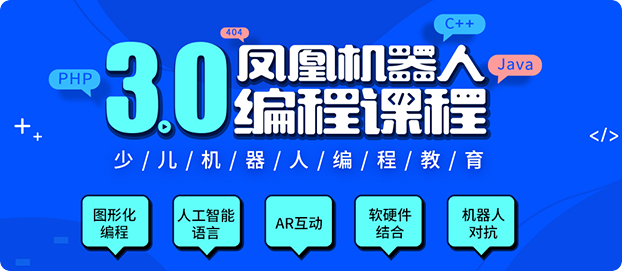 404
C++
PHP
Java
3.0
凤凰机器人
编程课程
</>
少/儿/机/器/人/编/程/教/育
图形化
编程
人工智能
语言
AR互动
软硬件
结合
机器人
对抗